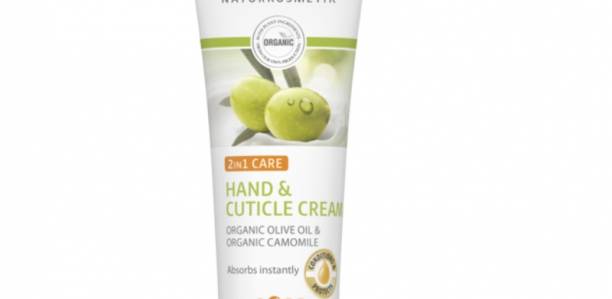 NATURKOSMETIK
ORGANIC
2IN1 CARE
HAND &
CUTICLE CREAM
ORGANIC OLIVE OIL &
ORGANIC CAMOMILE
Absorbs instantly